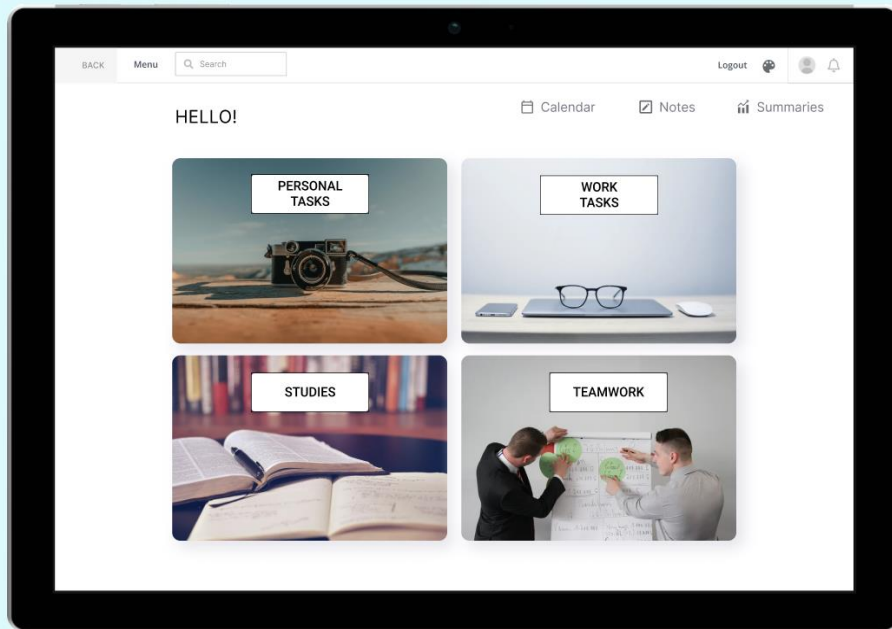 BACK
Menu
Search
Logout
HELLO!
Calendar
Notes
Summaries
PERSONAL
TASKS
WORK
TASKS
STUDIES
TEAMWORK